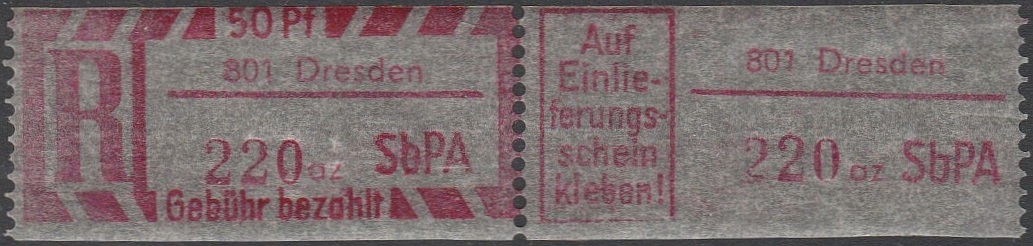 50 Pf
R
801 Dresden
220 az SbPA
Gebühr bezahlt
Auf
Einlie-
ferungs-
schein
kleben!
801 Dresden
220 az SbPA